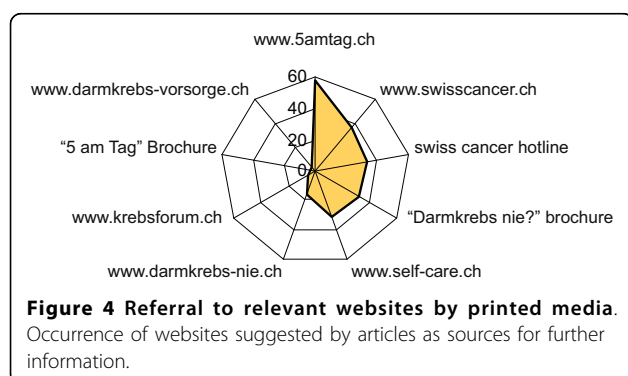 www.5amtag.ch
60
www.darmkrebs-vorsorge.ch
www.swisscancer.ch
40
"5 am Tag" Brochure
20
swiss cancer hotline
0
www.krebsforum.ch
"Darmkrebs nie?" brochure
www.darmkrebs-nie.ch
www.self-care.ch
Figure 4 Referral to relevant websites by printed media.
Occurrence of websites suggested by articles as sources for further
information.